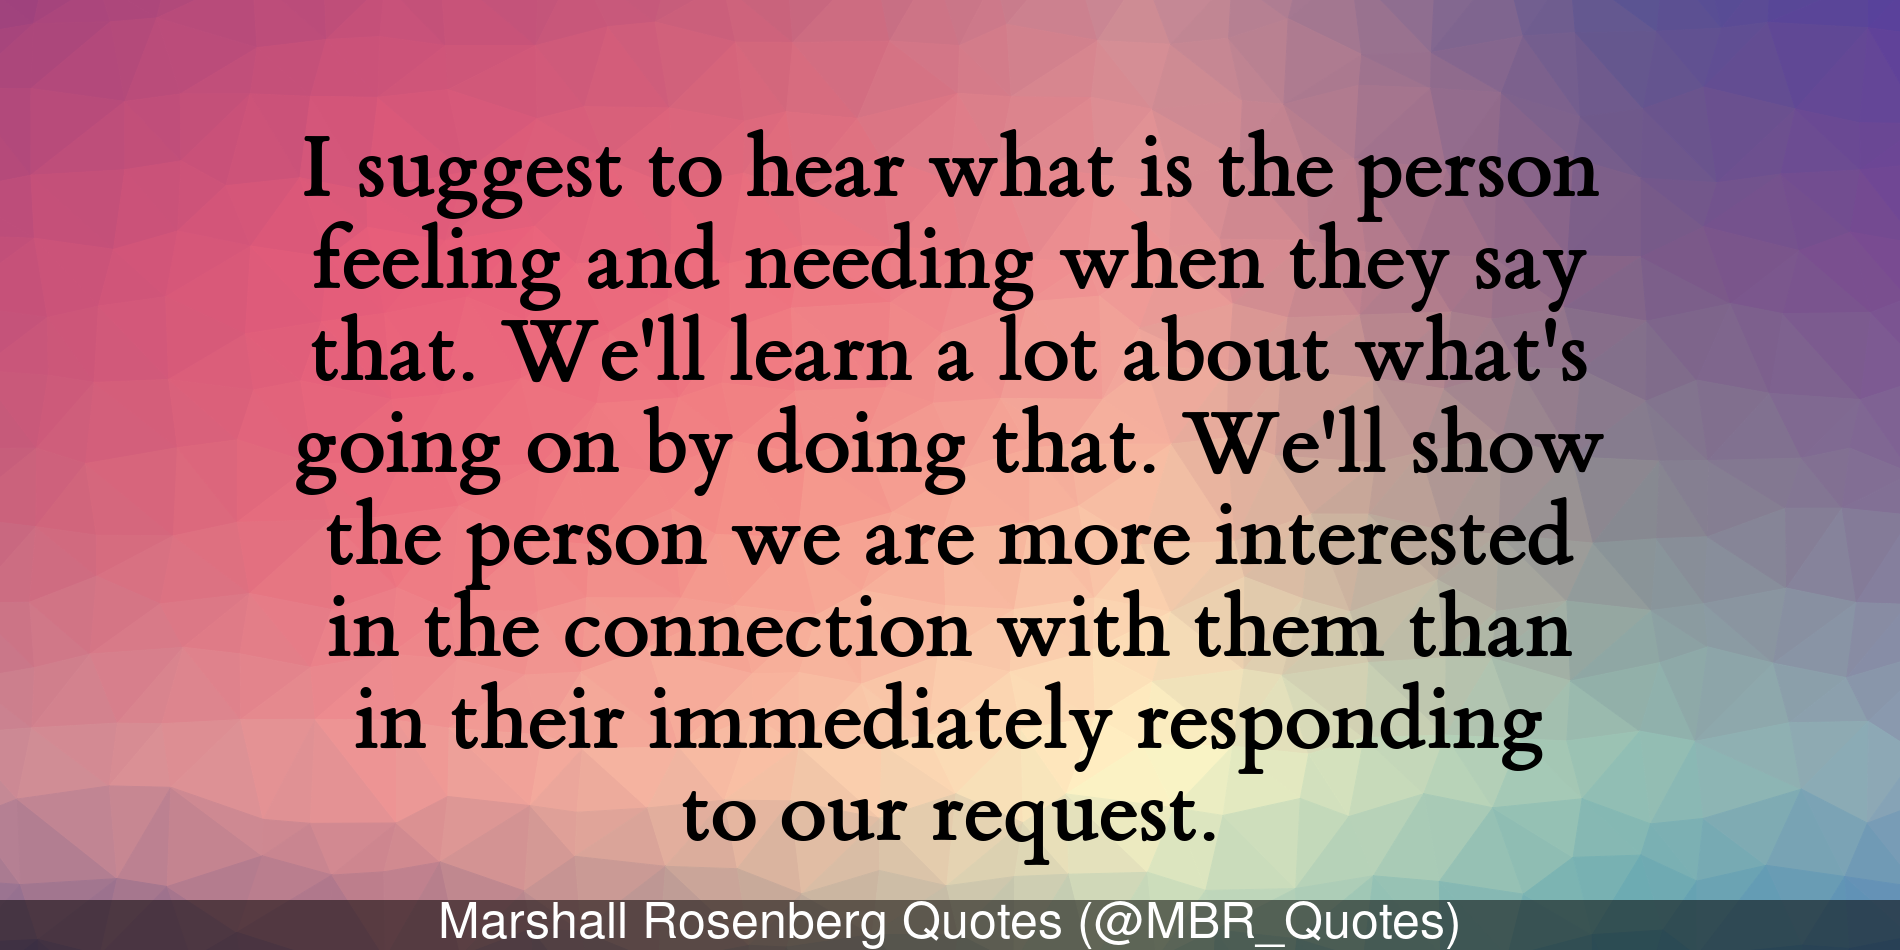 I suggest to hear what is the person
feeling and needing when they say
that. We'll learn a lot about what's
going on by doing that. We'll show
the person we are more interested
in the connection with them than
in their immediately responding
to our request.
Marshall Rosenberg Quotes (@MBR_Quotes)